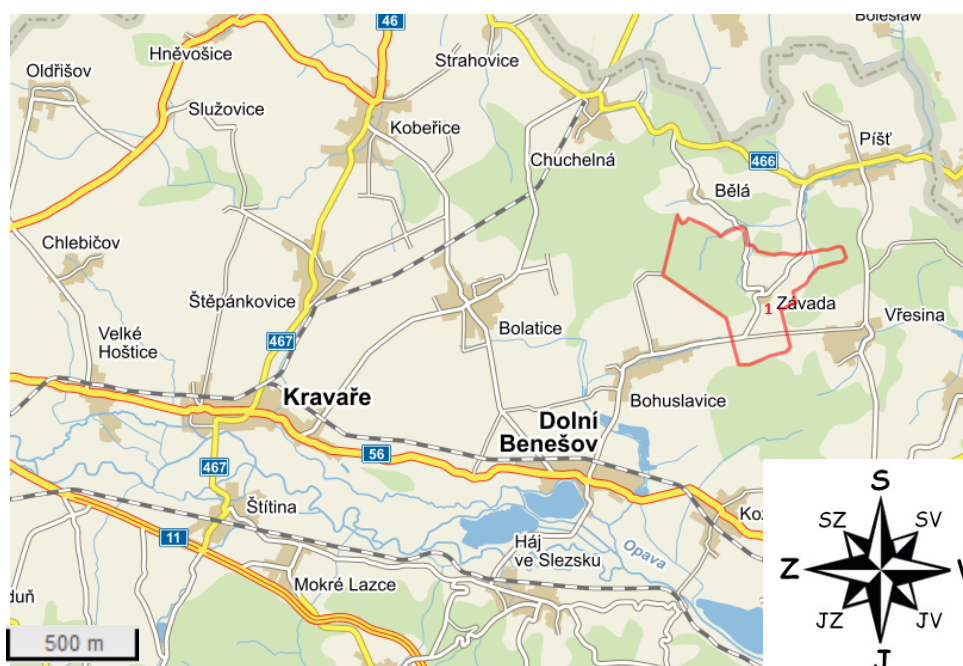 Bolesław
46
Hněvošice
Strahovice
Oldřišov
Služovice
Kobeřice
Píšť
Chuchelná
466
Bělá
Chlebičov
Štěpánkovice
Závada
1
Vřesina
Bolatice
Velké
Hoštice
467
Kravaře
Bohuslavice
Dolní
Benešov
56
467
S
Štítina
SZ
SV
Koz
11
Háj
ve Slezsku
Opava
Z
V
Mokré Lazce
duň
JZ
JV
500 m
J